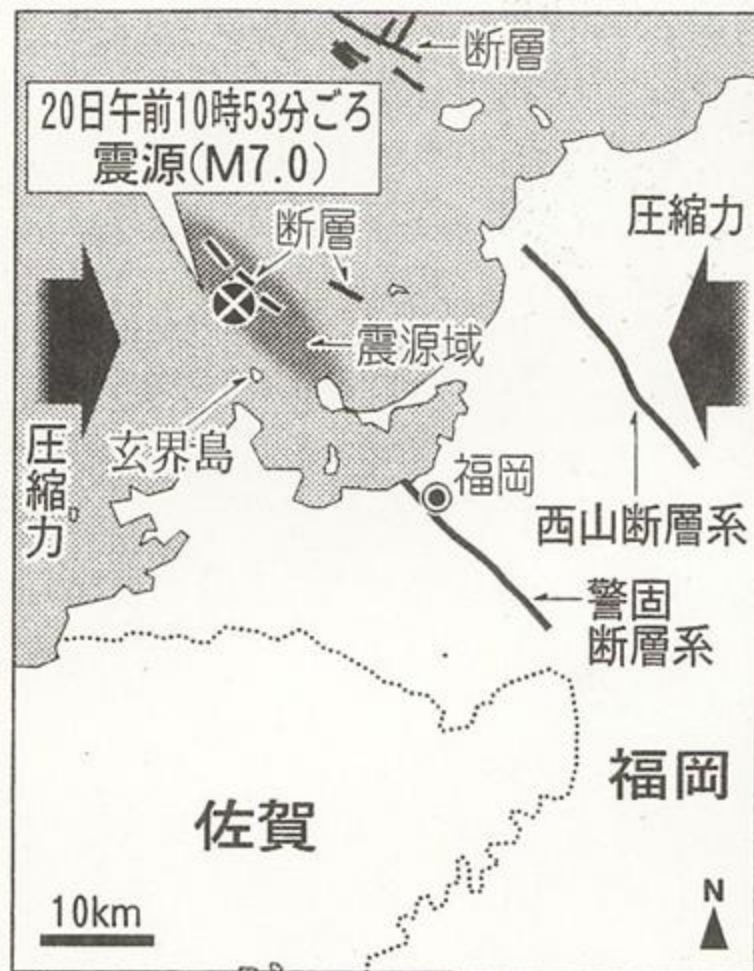 断層
20日午前10時53分ごろ
震源(M7.0)
断層
圧縮力
震源域
玄界島
圧縮力
福岡
西山断層系
警固
断層系
福岡
佐賀
10km
N